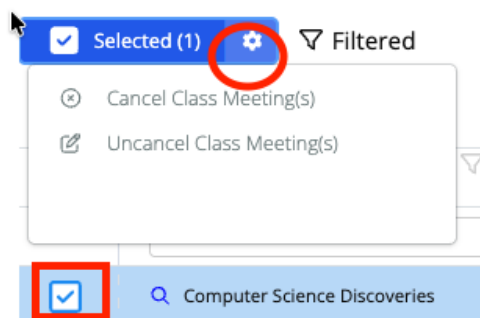 Selected (1) Filtered
Cancel Class Meeting(s)
Uncancel Class Meeting(s)
Computer Science Discoveries